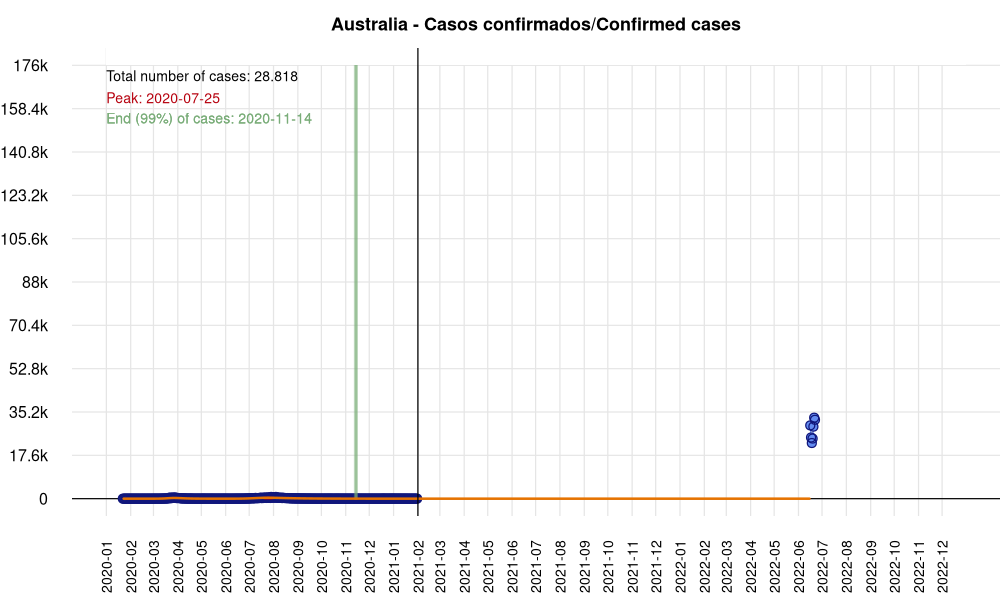 Australia - Casos confirmados/Confirmed cases
176k
Total number of cases: 28.818
Peak: 2020-07-25
158.4k
End (99%) of cases: 2020-11-14
140.8k
123.2k
105.6k
88k
70.4k
52.8k
35.2k
17.6k
0
2020-01
2020-02
2020-03
2020-04
2020-05
2020-06
2020-07
2020-08
2020-09
2020-10
2020-11
2020-12
2021-01
2021-02
2021-03
2021-04
2021-05
2021-06
2021-07
2021-08
2021-09
2021-10
2021-11
2021-12
2022-01
2022-02
2022-03
2022-04
2022-05
2022-06
2022-07
2022-08
2022-09
2022-10
2022-11
2022-12